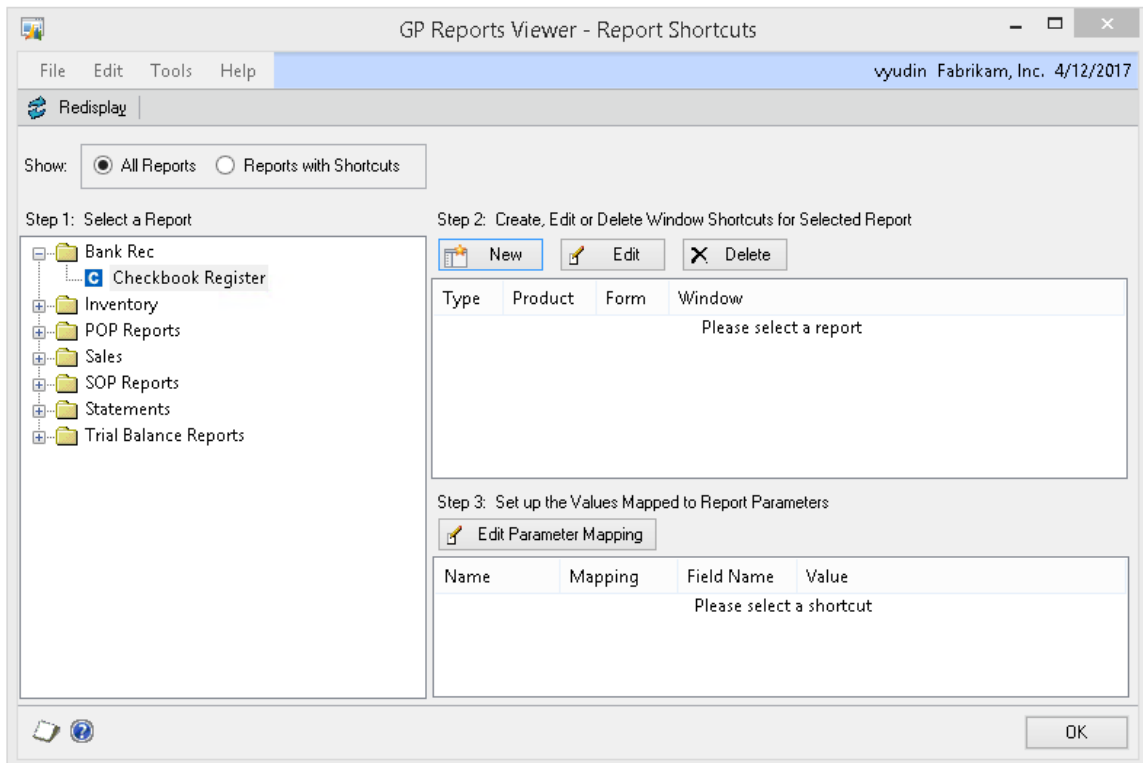 GP Reports Viewer - Report Shortcuts
File Edit Tools Help
vyudin Fabrikam, Inc. 4/12/2017
Redisplay
Show: All Reports Reports with Shortcuts
Step 1: Select a Report
Bank Rec
C Checkbook Register
Inventory
POP Reports
Sales
SOP Reports
Statements
Trial Balance Reports
Step 2: Create, Edit or Delete Window Shortcuts for Selected Report
New Edit Delete
Type Product Form Window
Please select a report
Step 3: Set up the Values Mapped to Report Parameters
Edit Parameter Mapping
Name Mapping Field Name Value
Please select a shortcut
OK